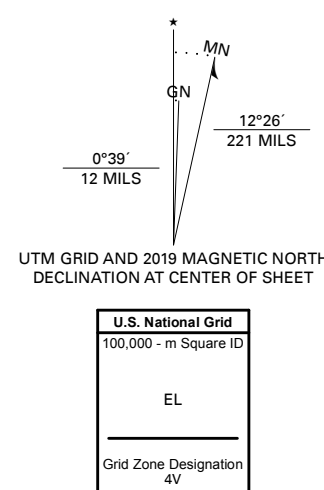 ★
MN
GN
12°26´
221 MILS
0°39´
12 MILS
UTM GRID AND 2019 MAGNETIC NORTH
DECLINATION AT CENTER OF SHEET
U.S. National Grid
100,000 - m Square ID
EL
Grid Zone Designation
4V